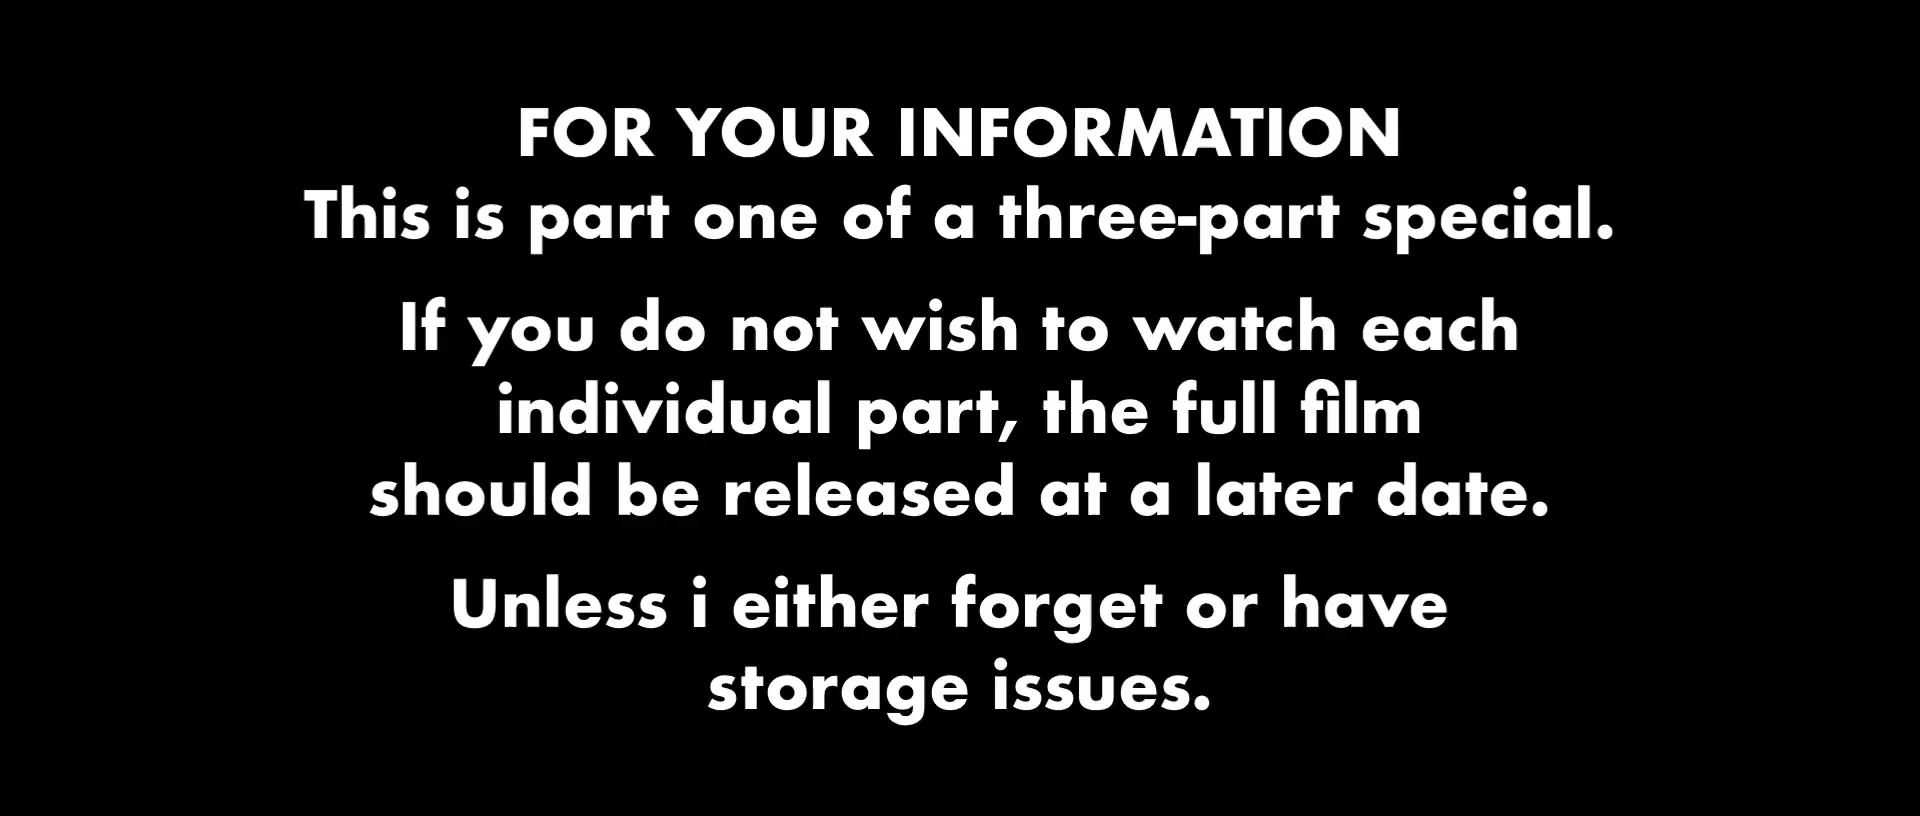 FOR YOUR INFORMATION
This is part one of a three-part special.
If you do not wish to watch each
individual part, the full film
should be released at a later date.
Unless i either forget or have
storage issues.